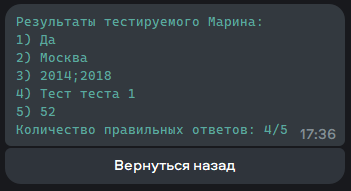 Результаты тестируемого Марина:
1) Да
2) Москва
3) 2014;2018
4) Тест теста 1
5) 52
Количество правильных ответов: 4/5
17:36
Вернуться назад